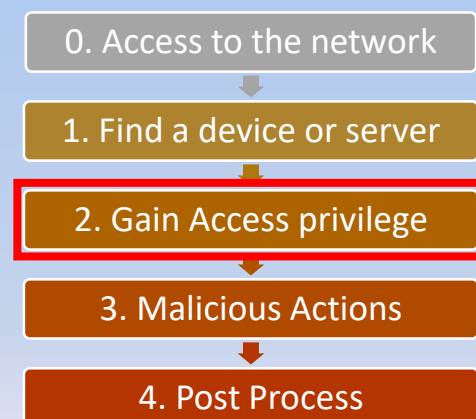 0. Access to the network
1. Find a device or server
2. Gain Access privilege
3. Malicious Actions
4. Post Process